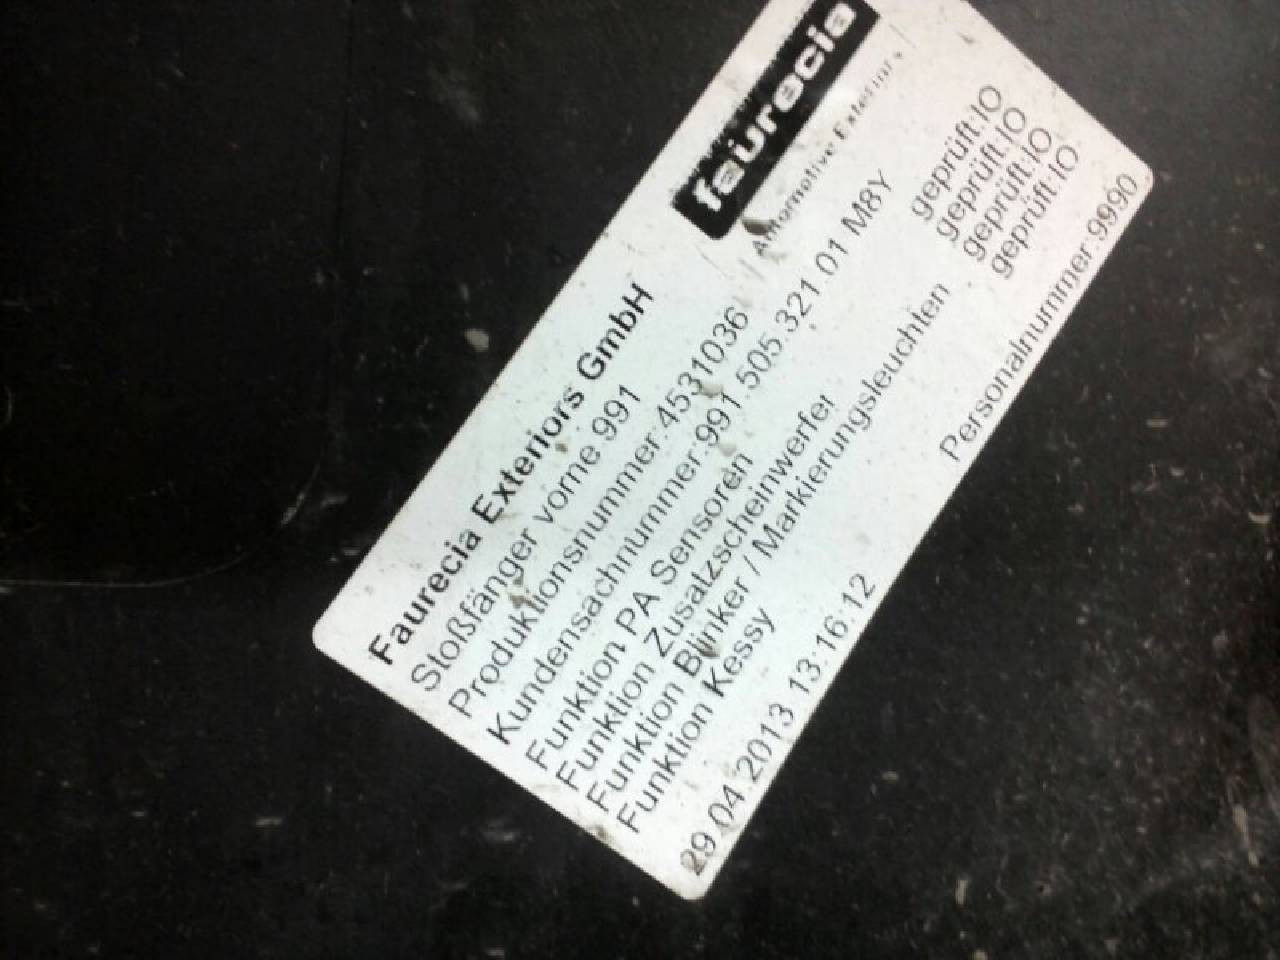 faurecia
Automotive Exteriors
Faurecia Exteriors GmbH
Stoßfänger vorne:991
Produktionsnummer:4531036
Kundensachnummer:991.505.321.01 M8Y
Funktion PA Sensoren geprüft:IO
Funktion Zusatzscheinwerfer geprüft:IO
Funktion Blinker / Markierungsleuchten geprüft:IO
Funktion Kessy geprüft:IO
29.04.2013 13:16:12 Personalnummer:9990